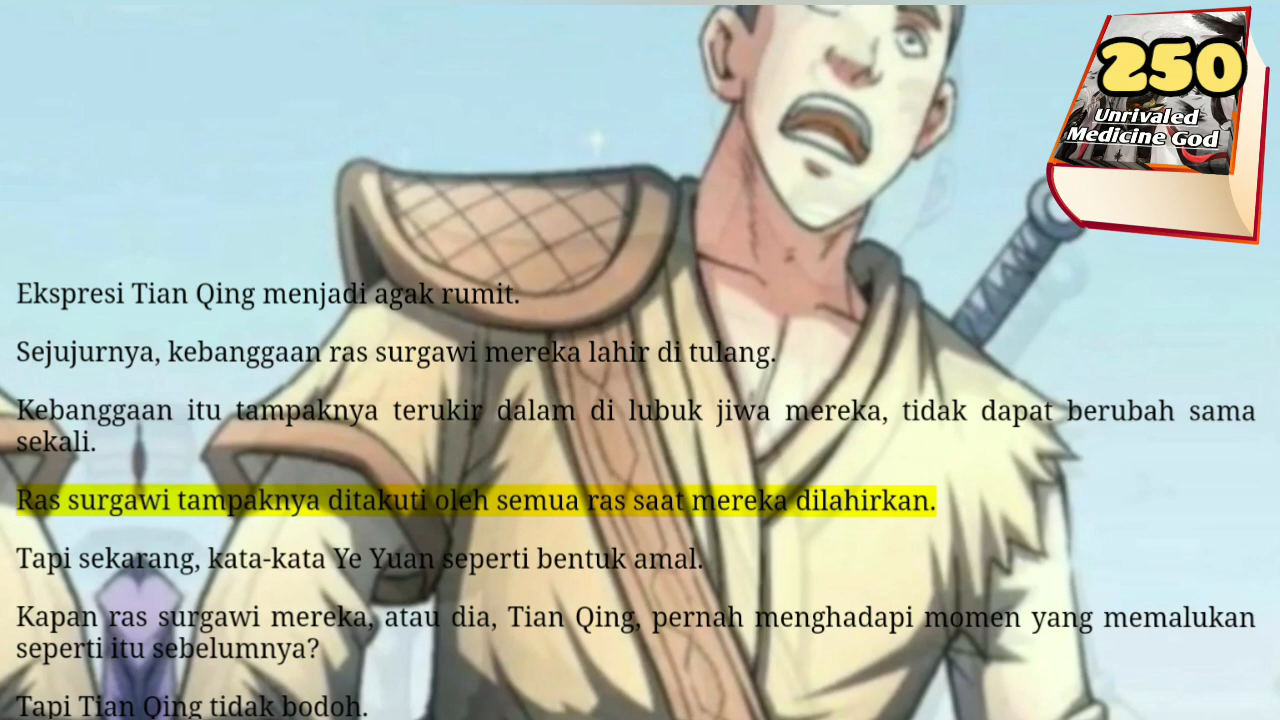 250
Unrivaled
Medicine God
Ekspresi Tian Qing menjadi agak rumit.
Sejujurnya, kebanggaan ras surgawi mereka lahir di tulang.
Kebanggaan itu tampaknya terukir dalam di lubuk jiwa mereka, tidak dapat berubah sama
sekali.
Ras surgawi tampaknya ditakuti oleh semua ras saat mereka dilahirkan.
Tapi sekarang, kata-kata Ye Yuan seperti bentuk amal.
Kapan ras surgawi mereka, atau dia, Tian Qing, pernah menghadapi momen yang memalukan
seperti itu sebelumnya?
Tapi Tian Qing tidak bodoh.